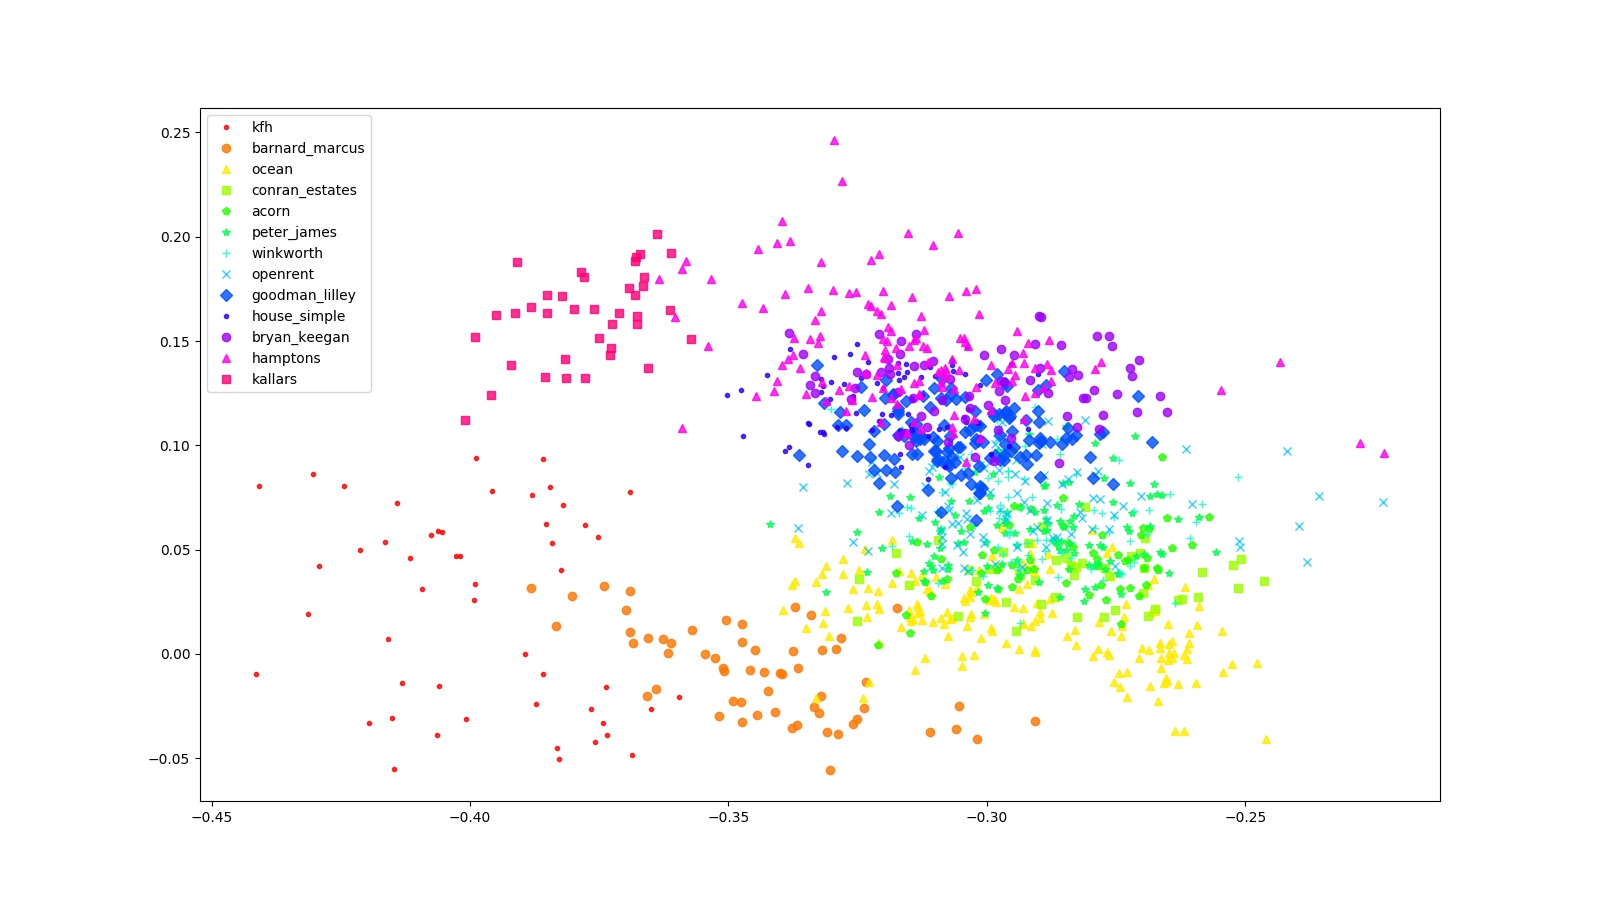 kfh
barnard_marcus
ocean
conran_estates
acorn
peter_james
winkworth
openrent
goodman_lilley
house_simple
bryan_keegan
hamptons
kallars
0.25
0.20
0.15
0.10
0.05
0.00
−0.05
−0.45 −0.40 −0.35 −0.30 −0.25